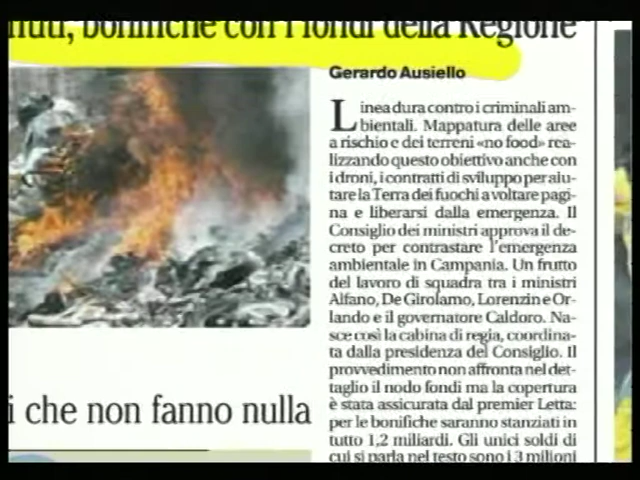 nuti, bonifiche con i fondi della Regione
Gerardo Ausiello
Linea dura contro i criminali am-
bientali. Mappatura delle aree
a rischio e dei terreni «no food» rea-
lizzando questo obiettivo anche con
i droni, i contratti di sviluppo per aiu-
tare la Terra dei fuochi a voltare pagi-
na e liberarsi dalla emergenza. Il
Consiglio dei ministri approva il de-
creto per contrastare l'emergenza
ambientale in Campania. Un frutto
del lavoro di squadra tra i ministri
Alfano, De Girolamo, Lorenzin e Or-
lando e il governatore Caldoro. Na-
sce così la cabina di regia, coordina-
ta dalla presidenza del Consiglio. Il
provvedimento non affronta nel det-
taglio il nodo fondi ma la copertura
è stata assicurata dal premier Letta:
per le bonifiche saranno stanziati in
tutto 1,2 miliardi. Gli unici soldi di
cui si parla nel testo sono i 3 milioni
i che non fanno nulla